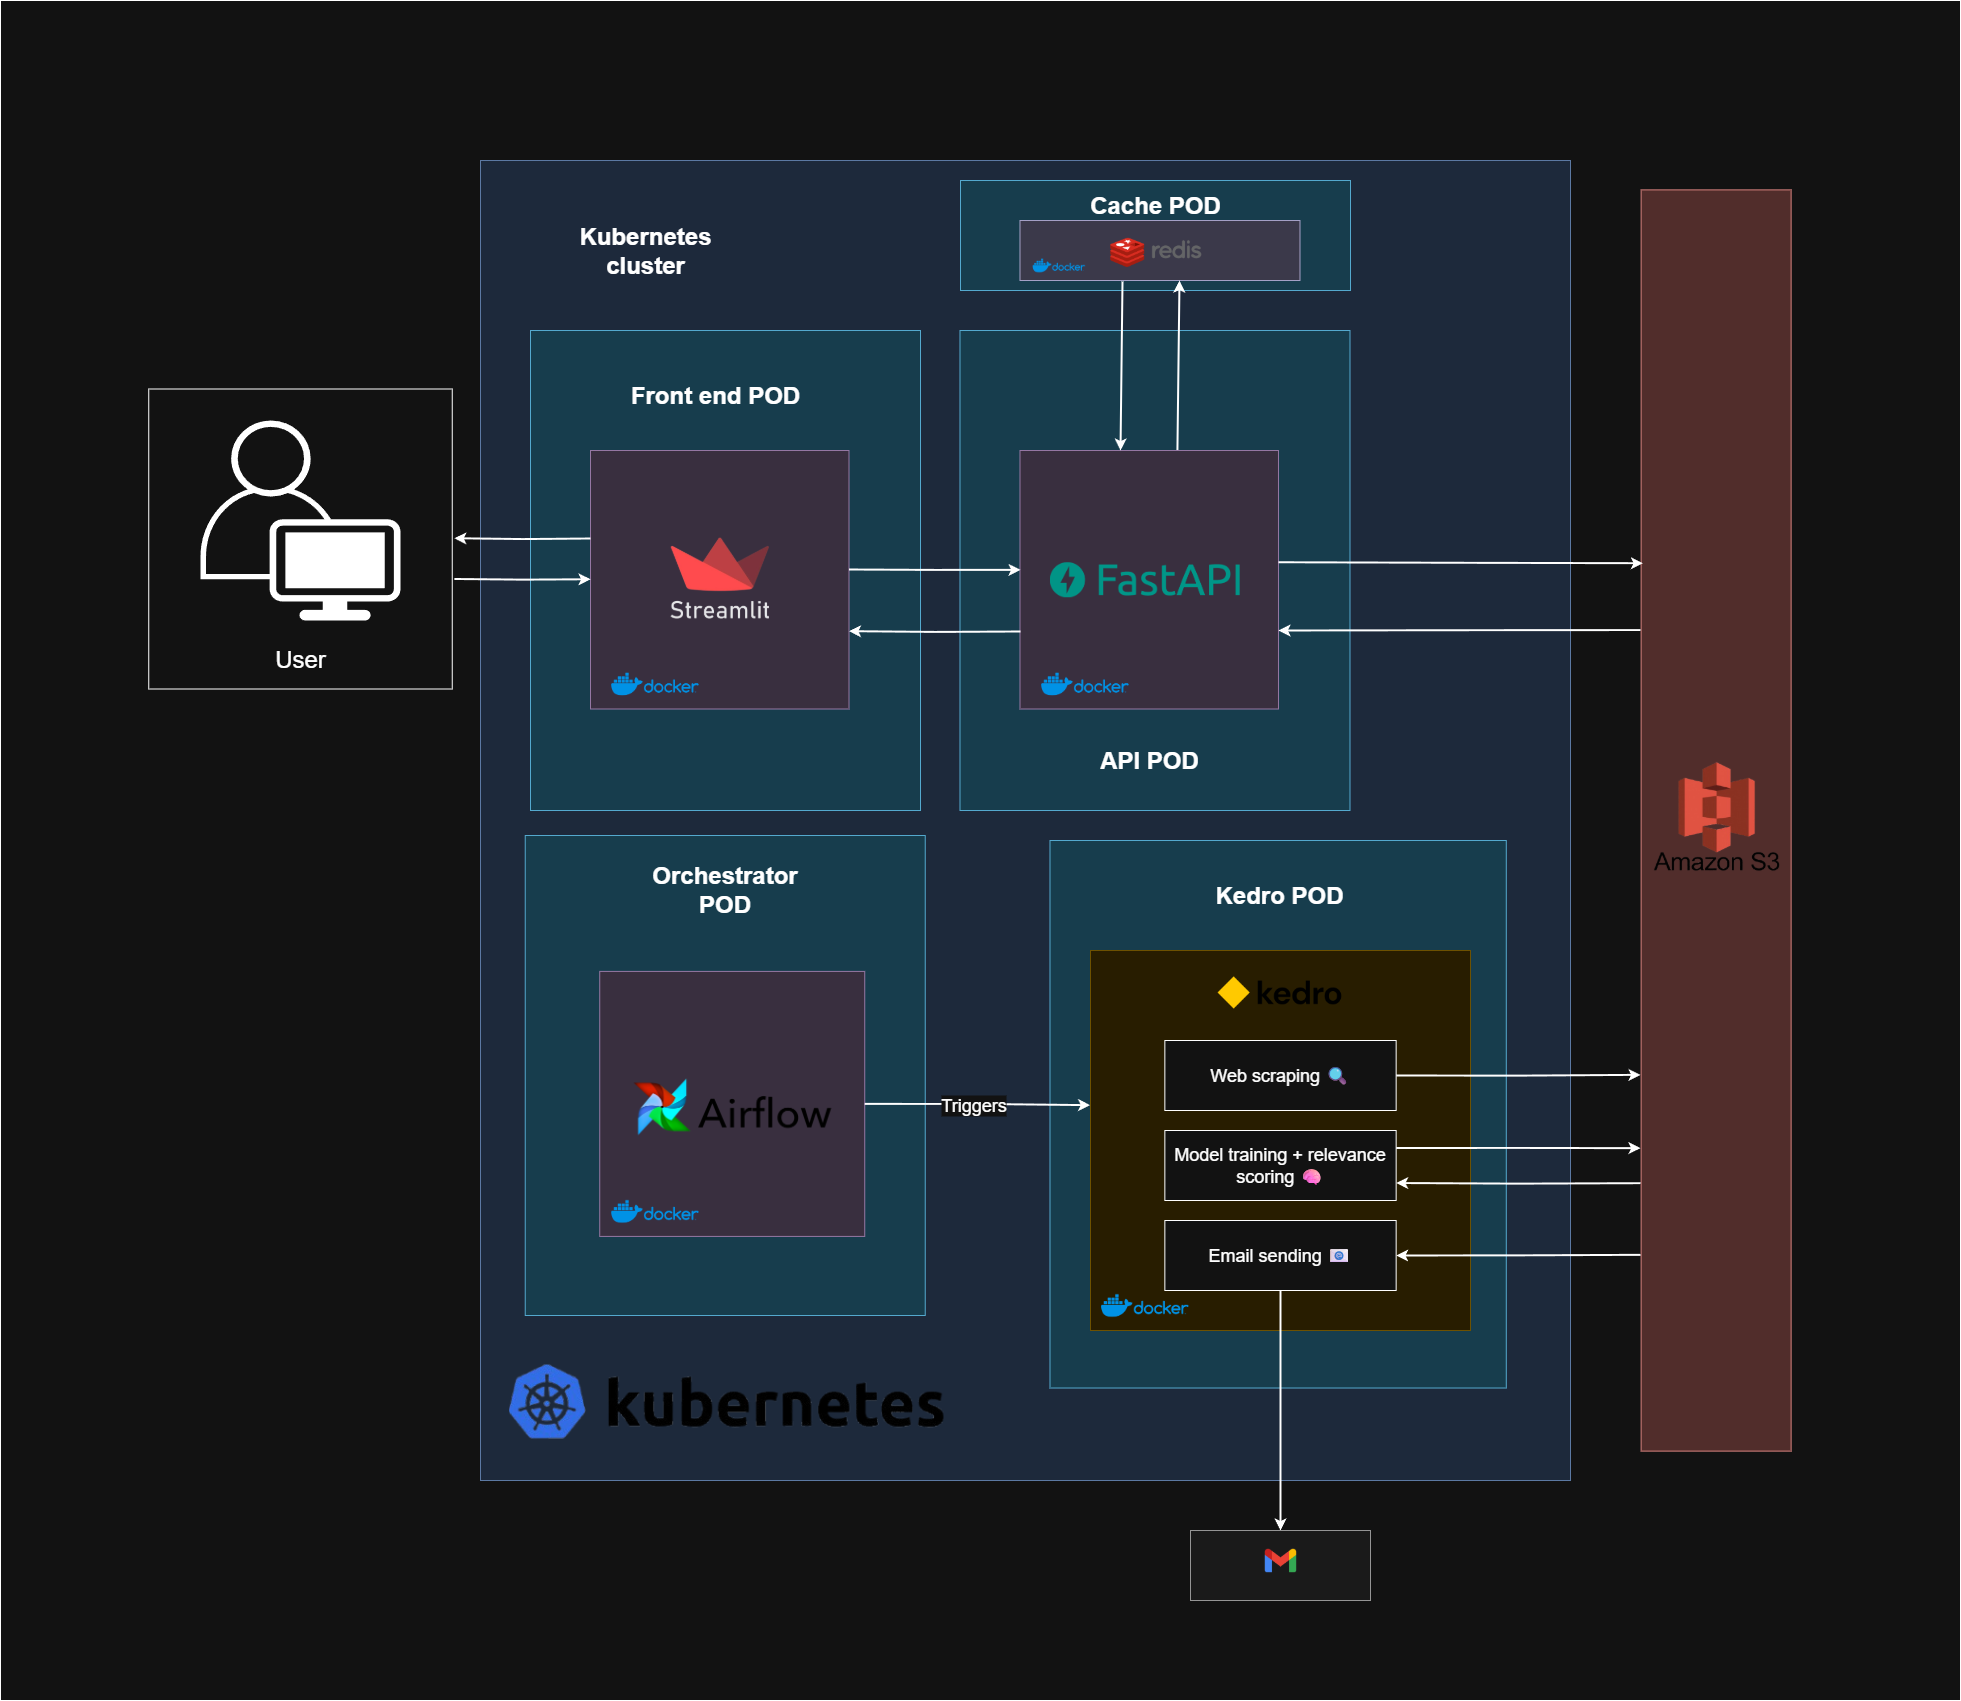 Kubernetes
cluster
Cache POD
redis
docker
Front end POD
User
Streamlit
docker
FastAPI
docker
API POD
Amazon S3
Orchestrator
POD
Airflow
docker
Triggers
Kedro POD
kedro
Web scraping
Model training + relevance
scoring
Email sending
docker
kubernetes